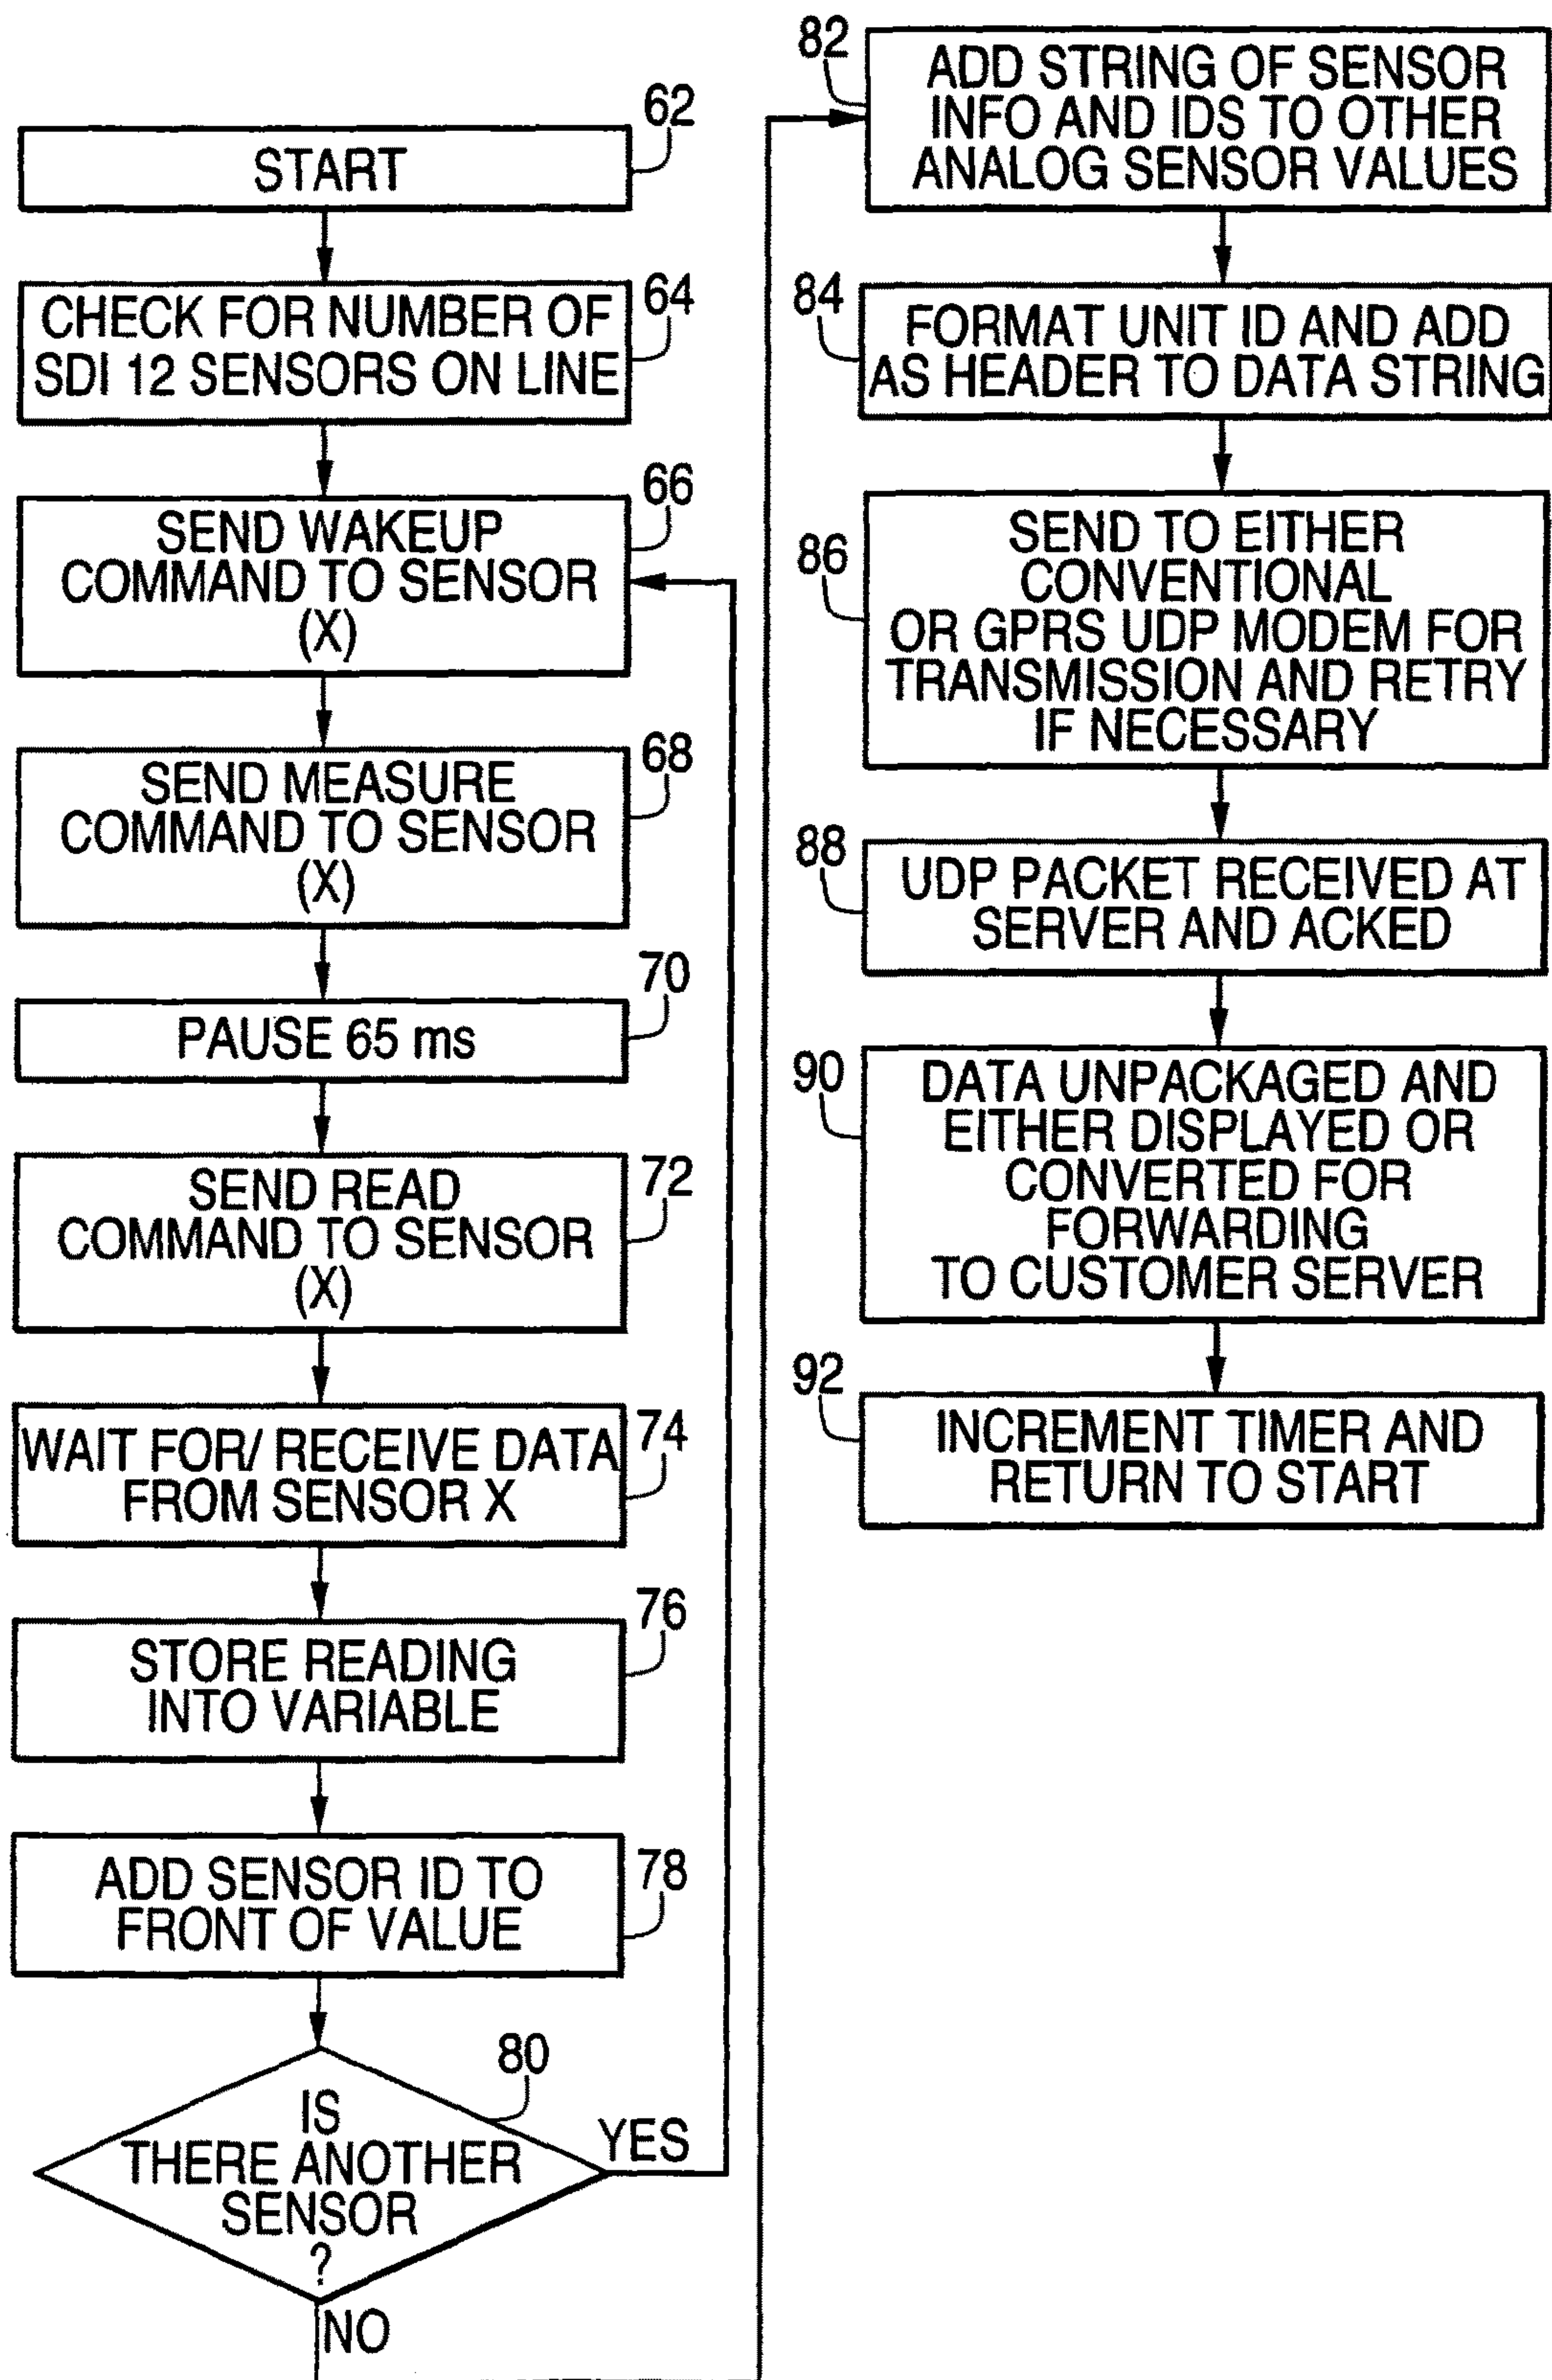 62
START
64
CHECK FOR NUMBER OF
SDI 12 SENSORS ON LINE
66
SEND WAKEUP
COMMAND TO SENSOR
(X)
68
SEND MEASURE
COMMAND TO SENSOR
(X)
70
PAUSE 65 ms
72
SEND READ
COMMAND TO SENSOR
(X)
74
WAIT FOR/ RECEIVE DATA
FROM SENSOR X
76
STORE READING
INTO VARIABLE
78
ADD SENSOR ID TO
FRONT OF VALUE
80
IS
THERE ANOTHER
SENSOR
?
YES
NO
82
ADD STRING OF SENSOR
INFO AND IDS TO OTHER
ANALOG SENSOR VALUES
84
FORMAT UNIT ID AND ADD
AS HEADER TO DATA STRING
86
SEND TO EITHER
CONVENTIONAL
OR GPRS UDP MODEM FOR
TRANSMISSION AND RETRY
IF NECESSARY
88
UDP PACKET RECEIVED AT
SERVER AND ACKED
90
DATA UNPACKAGED AND
EITHER DISPLAYED OR
CONVERTED FOR
FORWARDING
TO CUSTOMER SERVER
92
INCREMENT TIMER AND
RETURN TO START